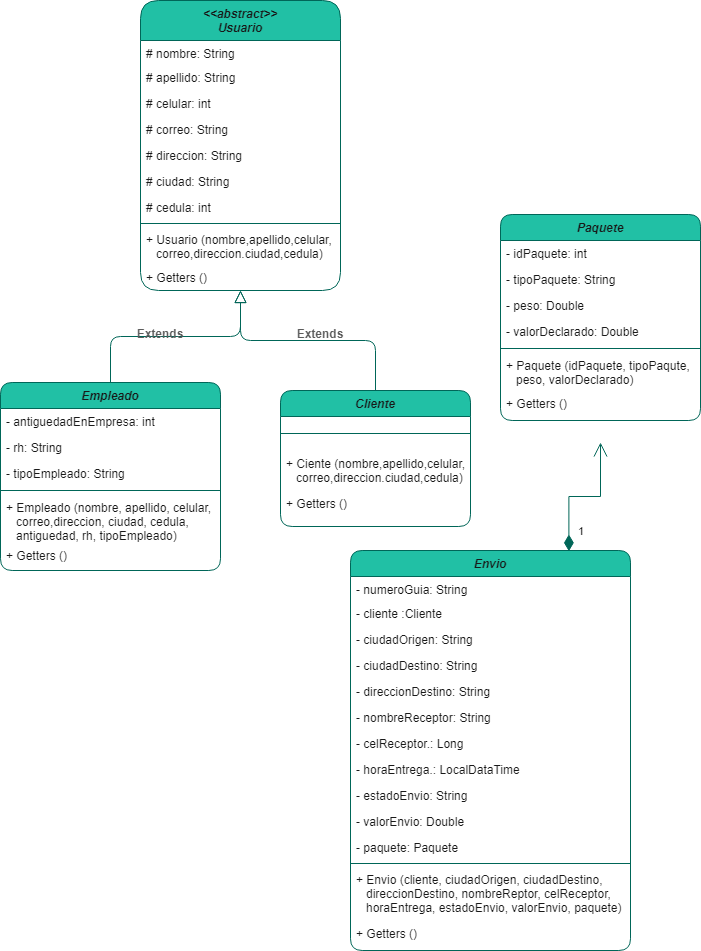 <<abstract>>
Usuario
# nombre: String
# apellido: String
# celular: int
# correo: String
# direccion: String
# ciudad: String
# cedula: int
+ Usuario (nombre,apellido,celular,
correo,direccion.ciudad,cedula)
+ Getters ()
Extends
Extends
Empleado
- antiguedadEnEmpresa: int
- rh: String
- tipoEmpleado: String
+ Empleado (nombre, apellido, celular,
correo,direccion, ciudad, cedula,
antiguedad, rh, tipoEmpleado)
+ Getters ()
Cliente
+ Ciente (nombre,apellido,celular,
correo,direccion.ciudad,cedula)
+ Getters ()
Paquete
- idPaquete: int
- tipoPaquete: String
- peso: Double
- valorDeclarado: Double
+ Paquete (idPaquete, tipoPaqute,
peso, valorDeclarado)
+ Getters ()
1
Envio
- numeroGuia: String
- cliente :Cliente
- ciudadOrigen: String
- ciudadDestino: String
- direccionDestino: String
- nombreReceptor: String
- celReceptor.: Long
- horaEntrega.: LocalDataTime
- estadoEnvio: String
- valorEnvio: Double
- paquete: Paquete
+ Envio (cliente, ciudadOrigen, ciudadDestino,
direccionDestino, nombreReptor, celReceptor,
horaEntrega, estadoEnvio, valorEnvio, paquete)
+ Getters ()